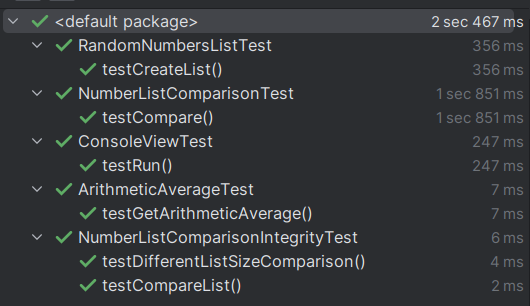 <default package> 2 sec 467 ms
RandomNumbersListTest 356 ms
testCreateList() 356 ms
NumberListComparisonTest 1 sec 851 ms
testCompare() 1 sec 851 ms
ConsoleViewTest 247 ms
testRun() 247 ms
ArithmeticAverageTest 7 ms
testGetArithmeticAverage() 7 ms
NumberListComparisonIntegrityTest 6 ms
testDifferentListSizeComparison() 4 ms
testCompareList() 2 ms